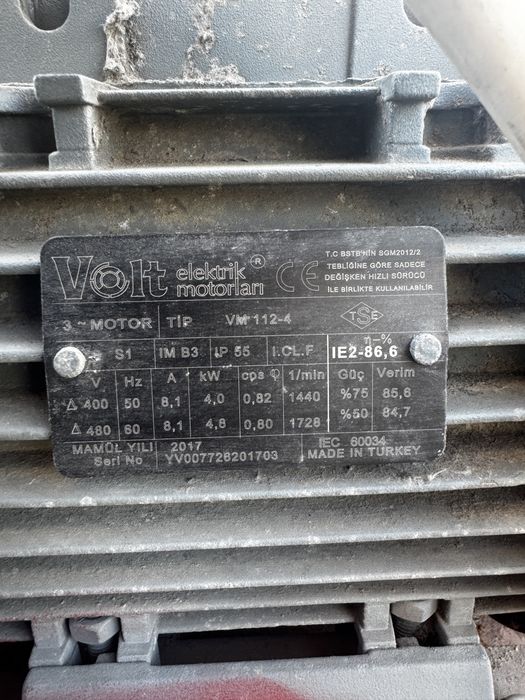 Volt elektrik motorları ® CE
T.C BSTB'NİN SGM2012/2
TEBLİĞİNE GÖRE SADECE
DEĞİŞKEN HIZLI SÜRÜCÜ
İLE BİRLİKTE KULLANILABİLİR
3~MOTOR TİP VM 112-4 TSE
S1 IM B3 IP 55 I.CL.F IE2-86,6 η-%
V Hz A kW cos φ 1/min Güç Verim
Δ 400 50 8,1 4,0 0,82 1440 %75 85,8
Δ 480 60 8,1 4,8 0,80 1728 %50 84,7
MAMÜL YILI 2017 IEC 60034
Seri No YV007726201703 MADE IN TURKEY